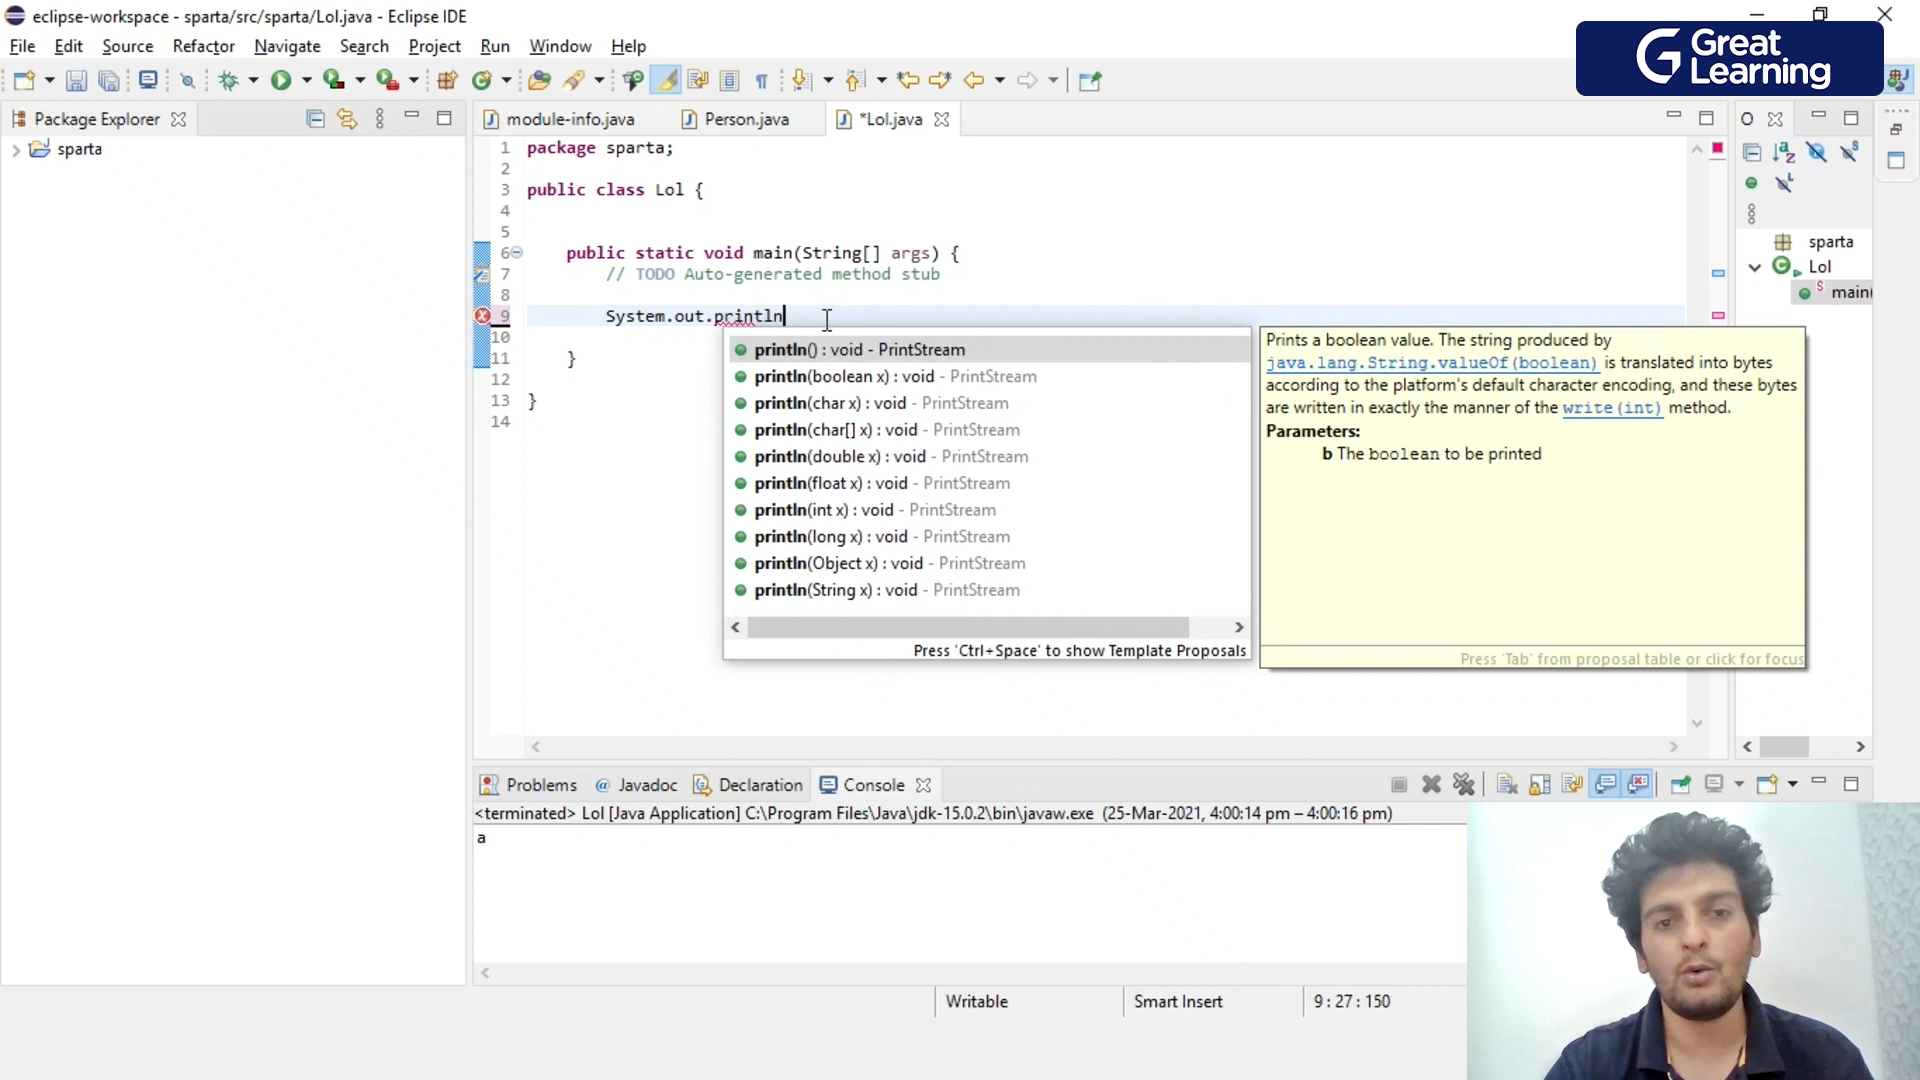 eclipse-workspace - sparta/src/sparta/Lol.java - Eclipse IDE
File Edit Source Refactor Navigate Search Project Run Window Help
Great Learning
Package Explorer
sparta
module-info.java Person.java *Lol.java
1 package sparta;
2
3 public class Lol {
4
5
6 public static void main(String[] args) {
7 // TODO Auto-generated method stub
8
9 System.out.println
10
11 }
12
13 }
14
println() : void - PrintStream
println(boolean x) : void - PrintStream
println(char x) : void - PrintStream
println(char[] x) : void - PrintStream
println(double x) : void - PrintStream
println(float x) : void - PrintStream
println(int x) : void - PrintStream
println(long x) : void - PrintStream
println(Object x) : void - PrintStream
println(String x) : void - PrintStream
Press 'Ctrl+Space' to show Template Proposals
Prints a boolean value. The string produced by
java.lang.String.valueOf(boolean) is translated into bytes
according to the platform's default character encoding, and these bytes
are written in exactly the manner of the write(int) method.
Parameters:
b The boolean to be printed
Press 'Tab' from proposal table or click for focus
O
sparta
Lol
main(
Problems @ Javadoc Declaration Console
<terminated> Lol [Java Application] C:\Program Files\Java\jdk-15.0.2\bin\javaw.exe (25-Mar-2021, 4:00:14 pm – 4:00:16 pm)
a
Writable Smart Insert 9 : 27 : 150